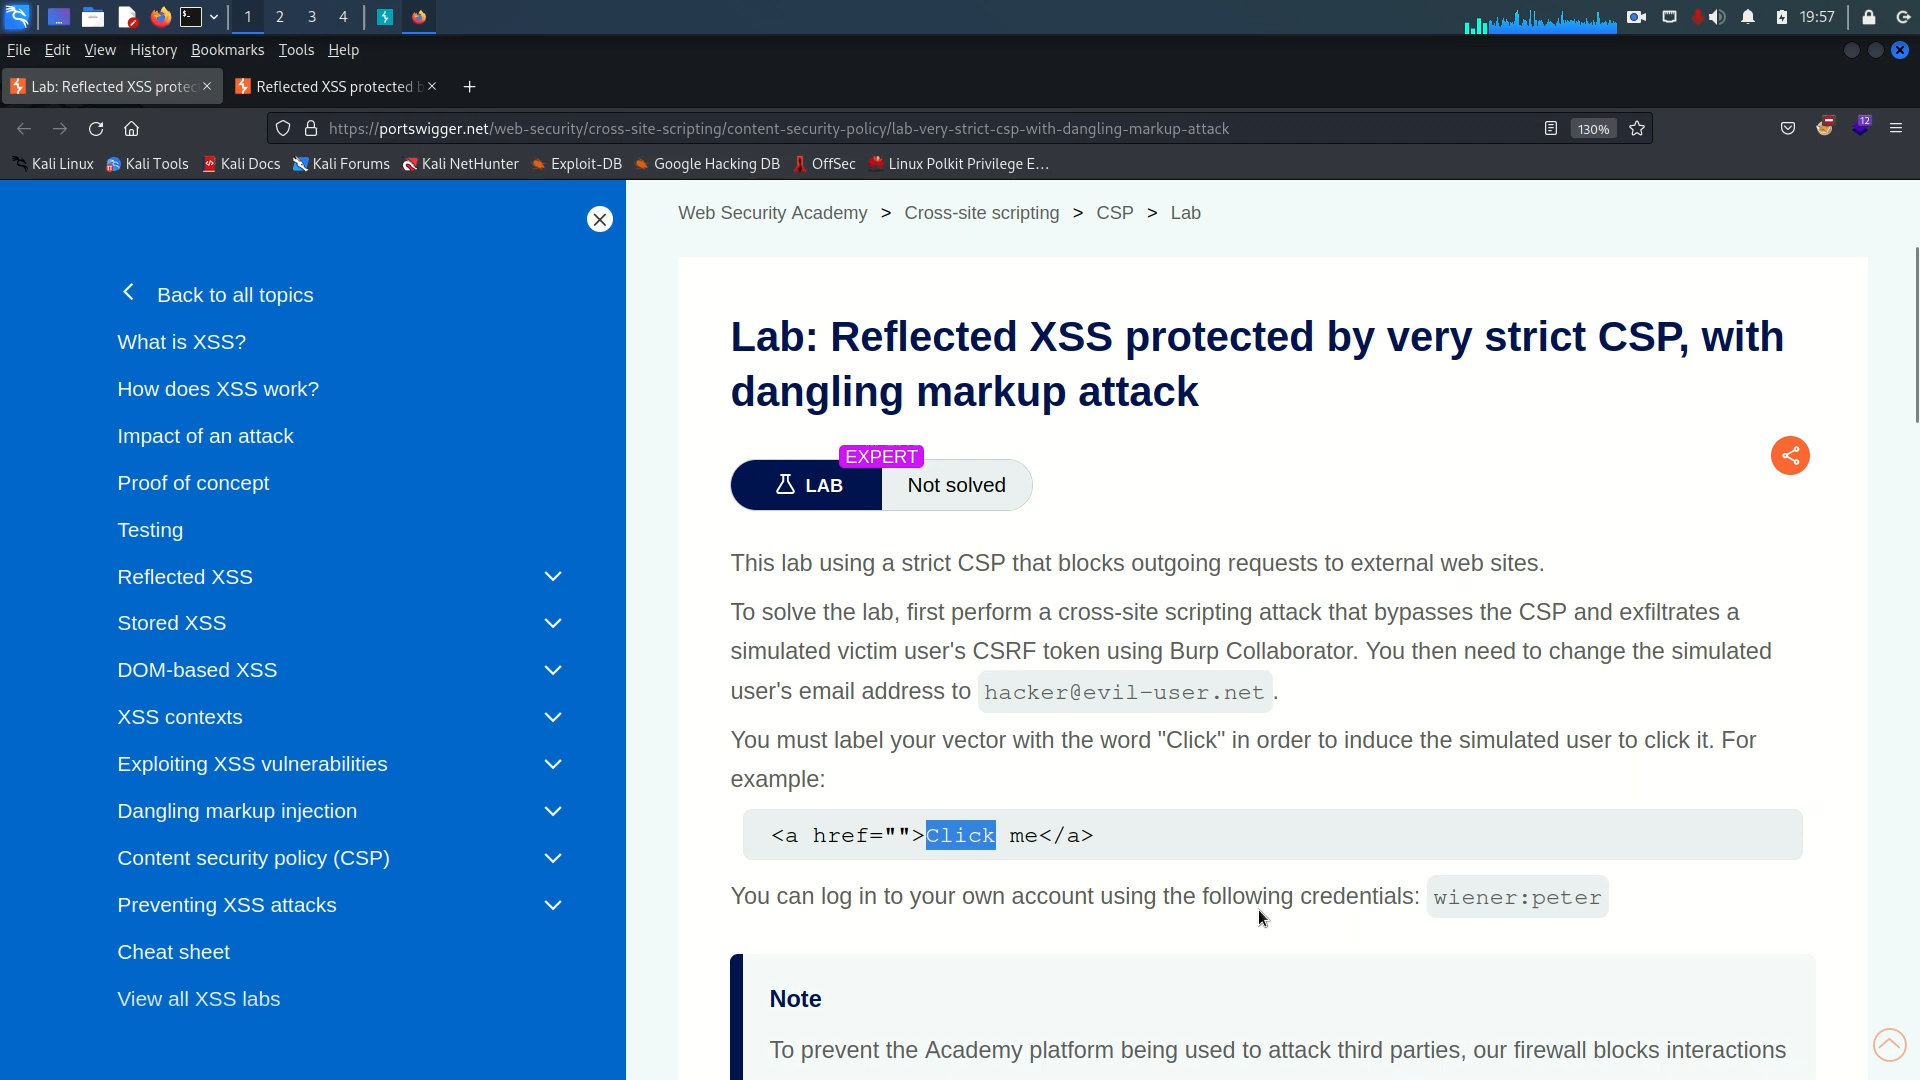 1 2 3 4 19:57
File Edit View History Bookmarks Tools Help
Lab: Reflected XSS protec Reflected XSS protected b
https://portswigger.net/web-security/cross-site-scripting/content-security-policy/lab-very-strict-csp-with-dangling-markup-attack 130% 12
Kali Linux Kali Tools Kali Docs Kali Forums Kali NetHunter Exploit-DB Google Hacking DB OffSec Linux Polkit Privilege E...
Web Security Academy > Cross-site scripting > CSP > Lab
Back to all topics
What is XSS?
How does XSS work?
Impact of an attack
Proof of concept
Testing
Reflected XSS
Stored XSS
DOM-based XSS
XSS contexts
Exploiting XSS vulnerabilities
Dangling markup injection
Content security policy (CSP)
Preventing XSS attacks
Cheat sheet
View all XSS labs
Lab: Reflected XSS protected by very strict CSP, with
dangling markup attack
EXPERT
LAB Not solved
This lab using a strict CSP that blocks outgoing requests to external web sites.
To solve the lab, first perform a cross-site scripting attack that bypasses the CSP and exfiltrates a
simulated victim user's CSRF token using Burp Collaborator. You then need to change the simulated
user's email address to hacker@evil-user.net .
You must label your vector with the word "Click" in order to induce the simulated user to click it. For
example:
<a href="">Click me</a>
You can log in to your own account using the following credentials: wiener:peter
Note
To prevent the Academy platform being used to attack third parties, our firewall blocks interactions